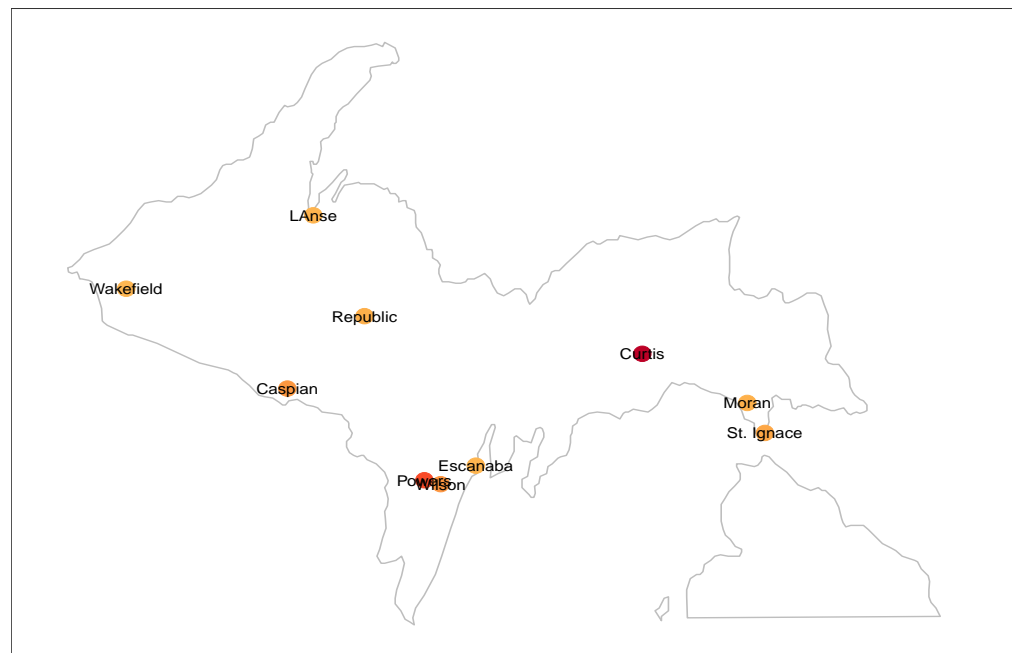 LAnse
Wakefield
Republic
Curtis
Caspian
Moran
St. Ignace
Escanaba
Powers
Wilson